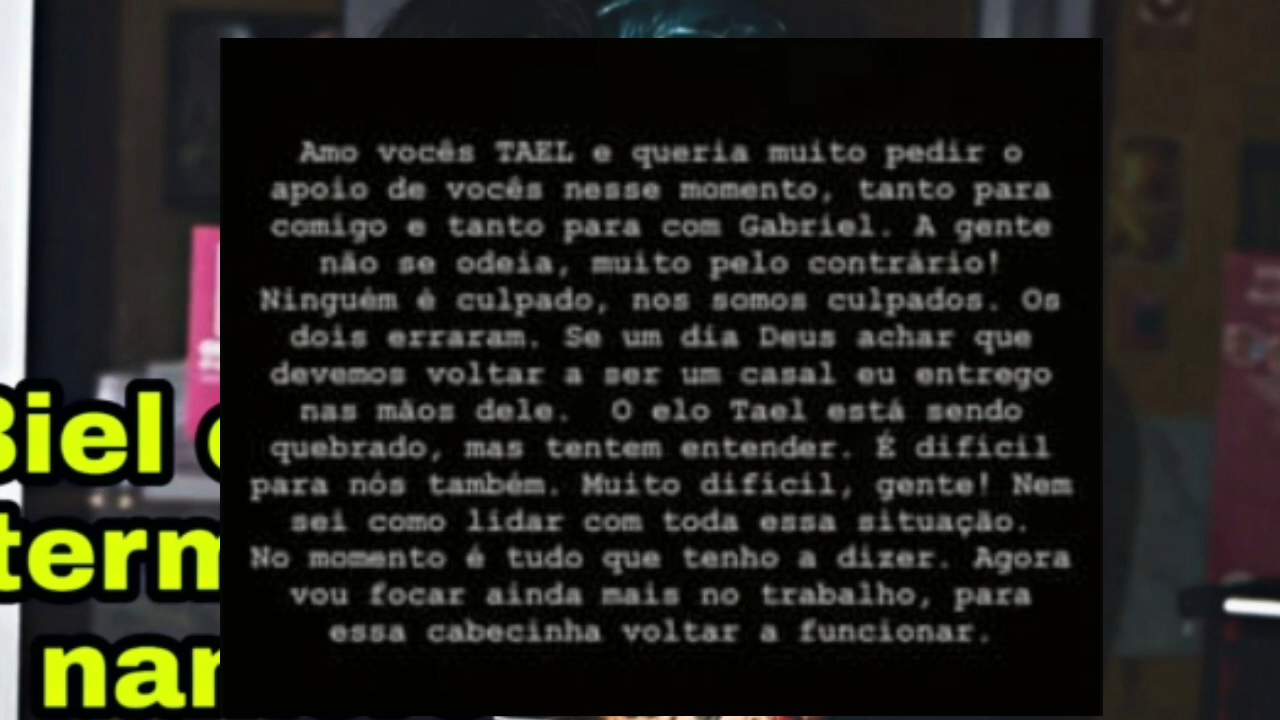 Amo vocês TAEL e queria muito pedir o
apoio de vocês nesse momento, tanto para
comigo e tanto para com Gabriel. A gente
não se odeia, muito pelo contrário!
Ninguém é culpado, nos somos culpados. Os
dois erraram. Se um dia Deus achar que
devemos voltar a ser um casal eu entrego
nas mãos dele. O elo Tael está sendo
quebrado, mas tentem entender. É difícil
para nós também. Muito difícil, gente! Nem
sei como lidar com toda essa situação.
No momento é tudo que tenho a dizer. Agora
vou focar ainda mais no trabalho, para
essa cabecinha voltar a funcionar.
Biel
term
nam